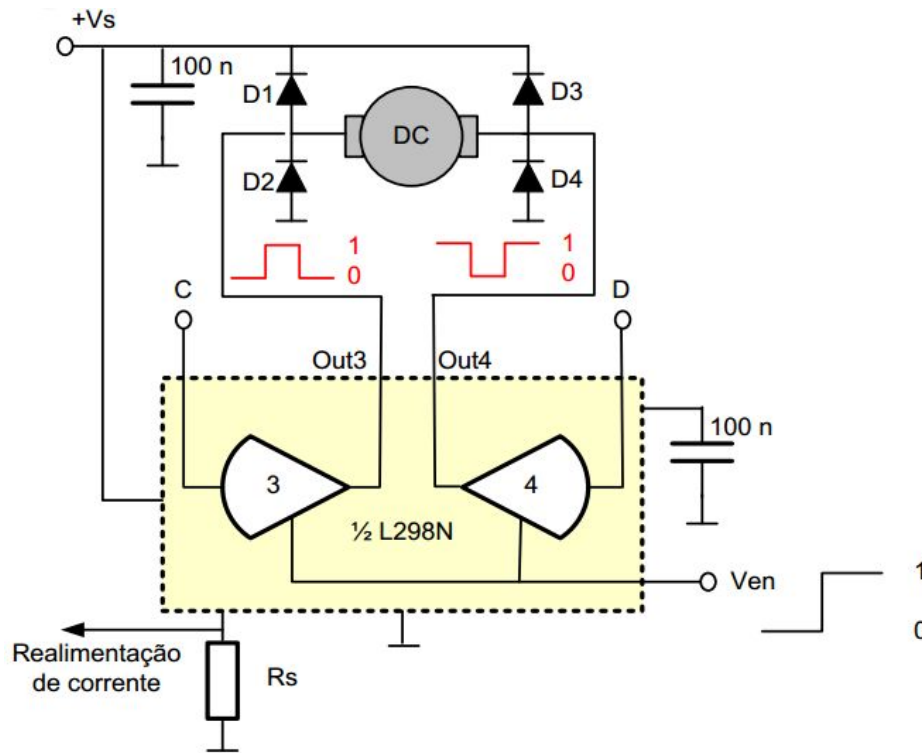 +Vs
100 n
D1
D3
DC
D2
D4
1
0
1
0
C
D
Out3
Out4
100 n
3
4
½ L298N
Ven
1
0
Realimentação
de corrente
Rs